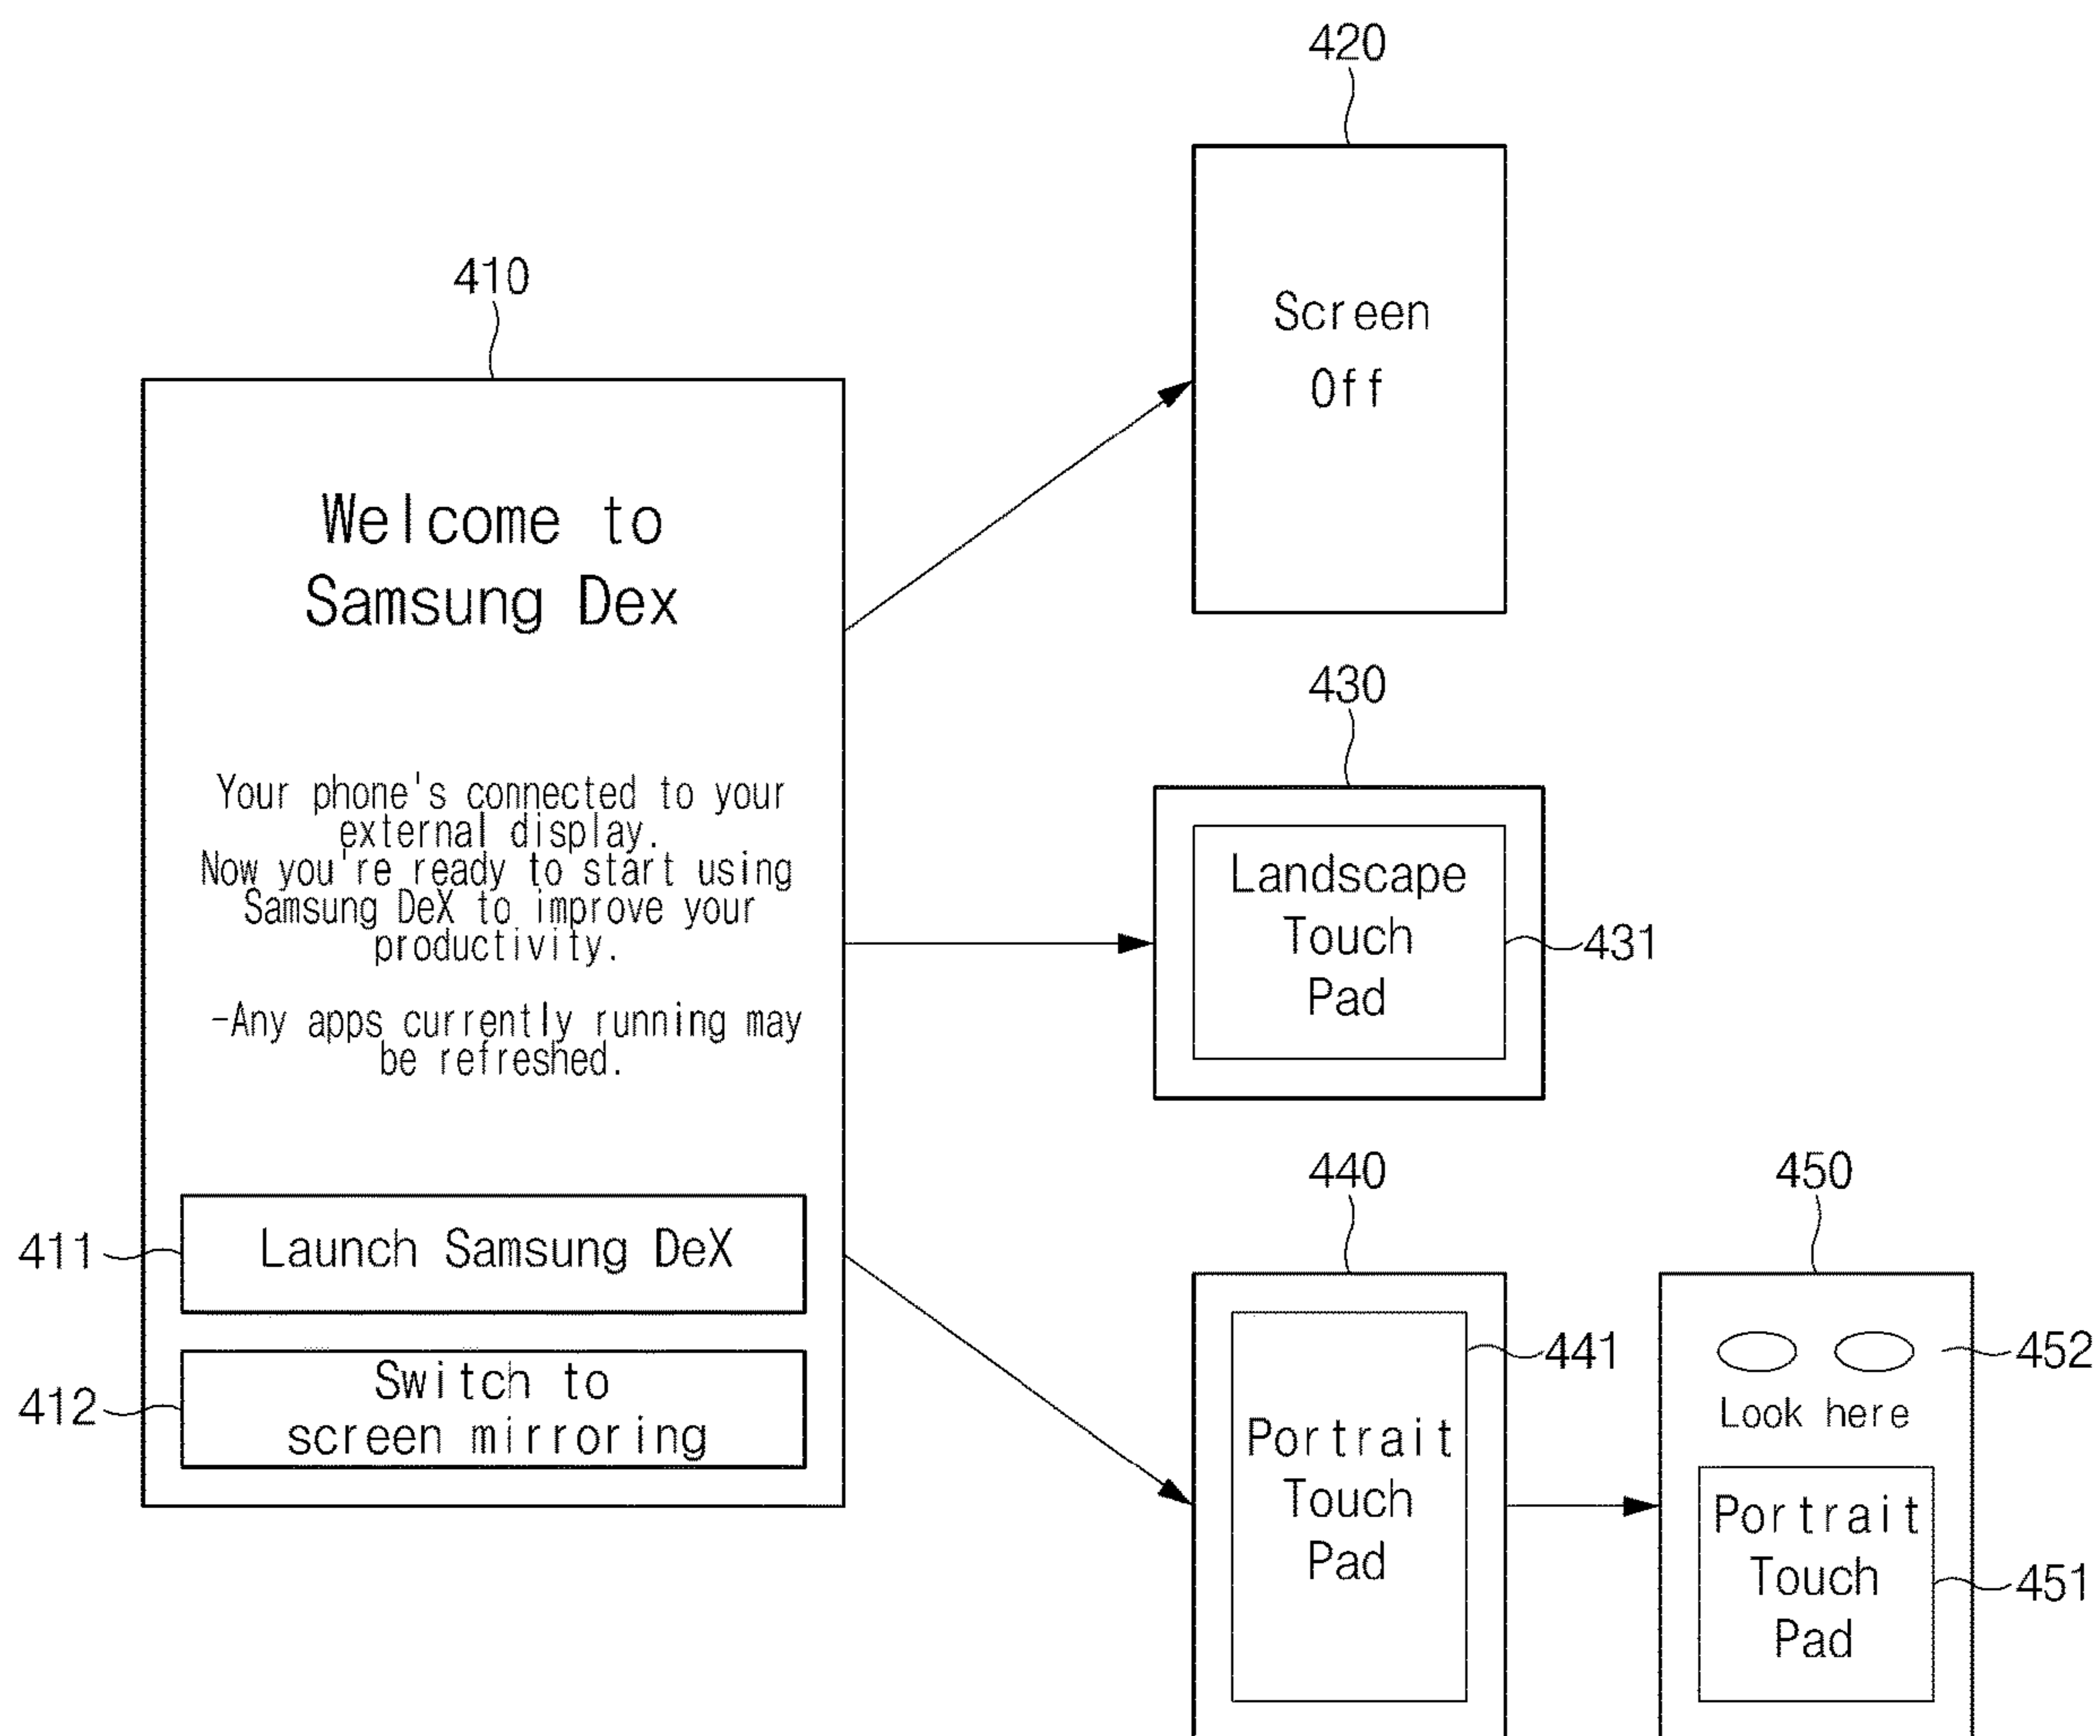 420
Screen
Off
410
Welcome to
Samsung Dex
Your phone's connected to your
external display.
Now you're ready to start using
Samsung DeX to improve your
productivity.
-Any apps currently running may
be refreshed.
411
Launch Samsung DeX
412
Switch to
screen mirroring
430
Landscape
Touch
Pad
431
440
Portrait
Touch
Pad
441
450
452
Look here
Portrait
Touch
Pad
451